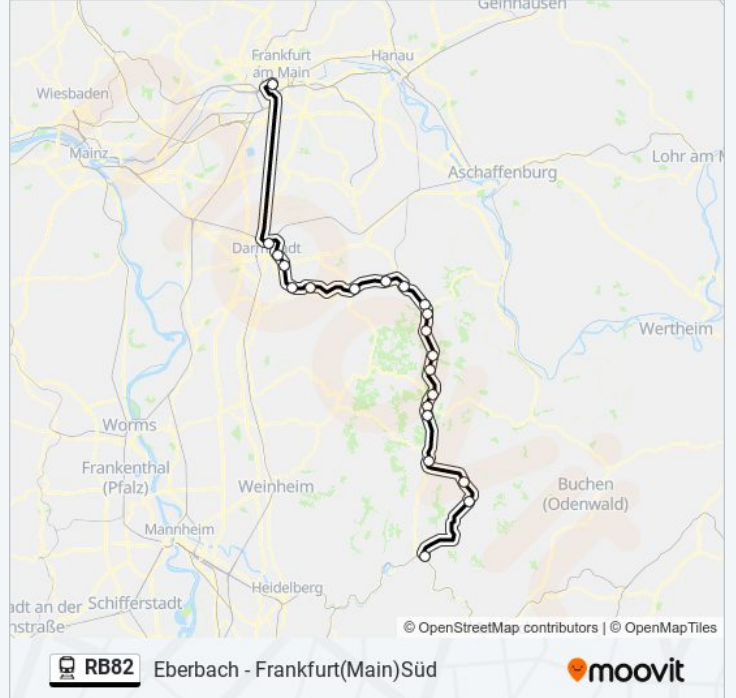 Gelnhausen
Frankfurt
am Main
Hanau
Wiesbaden
Mainz
Aschaffenburg
Lohr am M
Darmstadt
Wertheim
Worms
Frankenthal
(Pfalz)
Weinheim
Buchen
(Odenwald)
Mannheim
Heidelberg
adt an der
nstraße
Schifferstadt
© OpenStreetMap contributors | © OpenMapTiles
RB82 Eberbach - Frankfurt(Main)Süd moovit